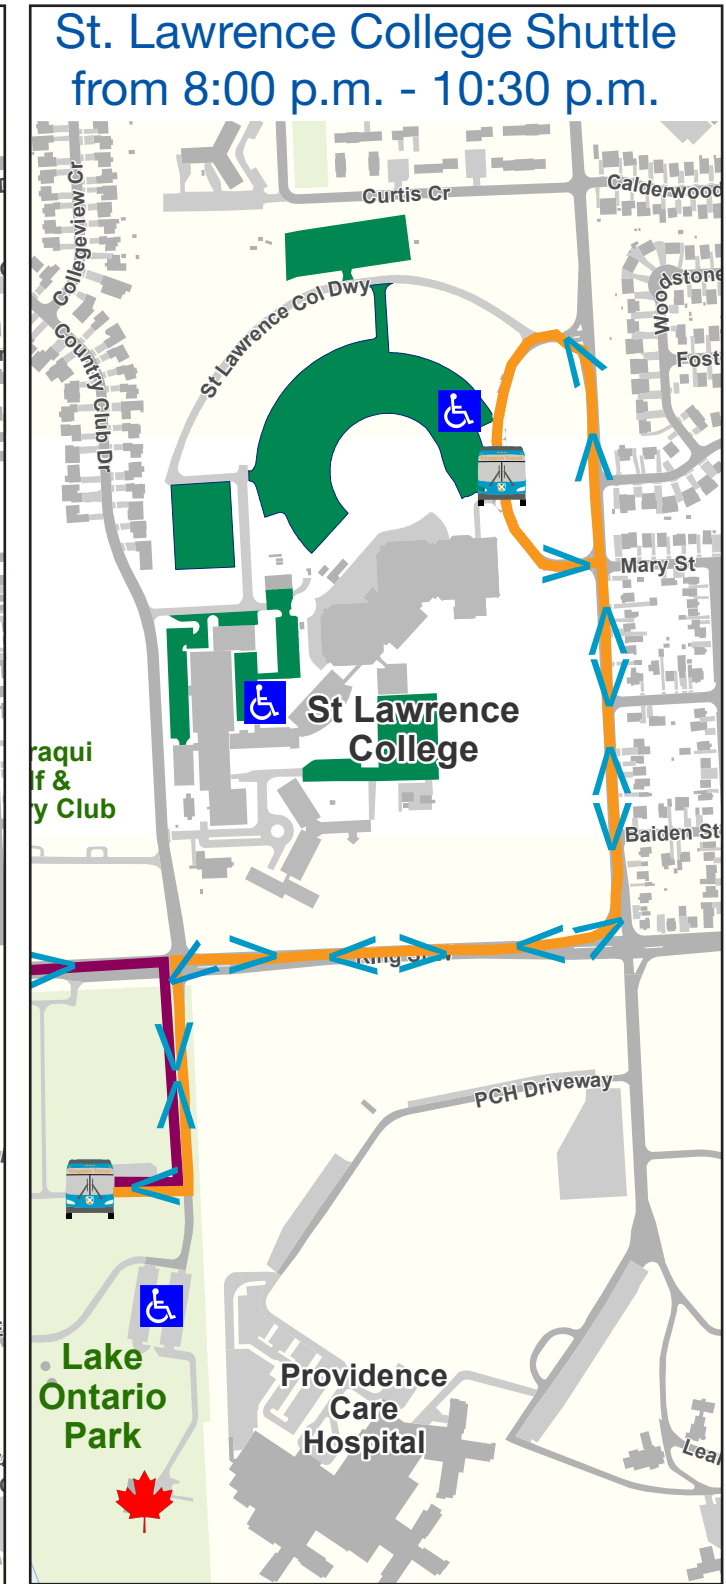 St. Lawrence College Shuttle
from 8:00 p.m. - 10:30 p.m.
Collegeview Cr
Curtis Cr
Calderwood
Woodstone
St Lawrence Col Dwy
Country Club Dr
Fost
Mary St
St Lawrence
College
raqui
lf &
ry Club
Baiden St
PCH Driveway
Lake
Ontario
Park
Providence
Care
Hospital
Leal